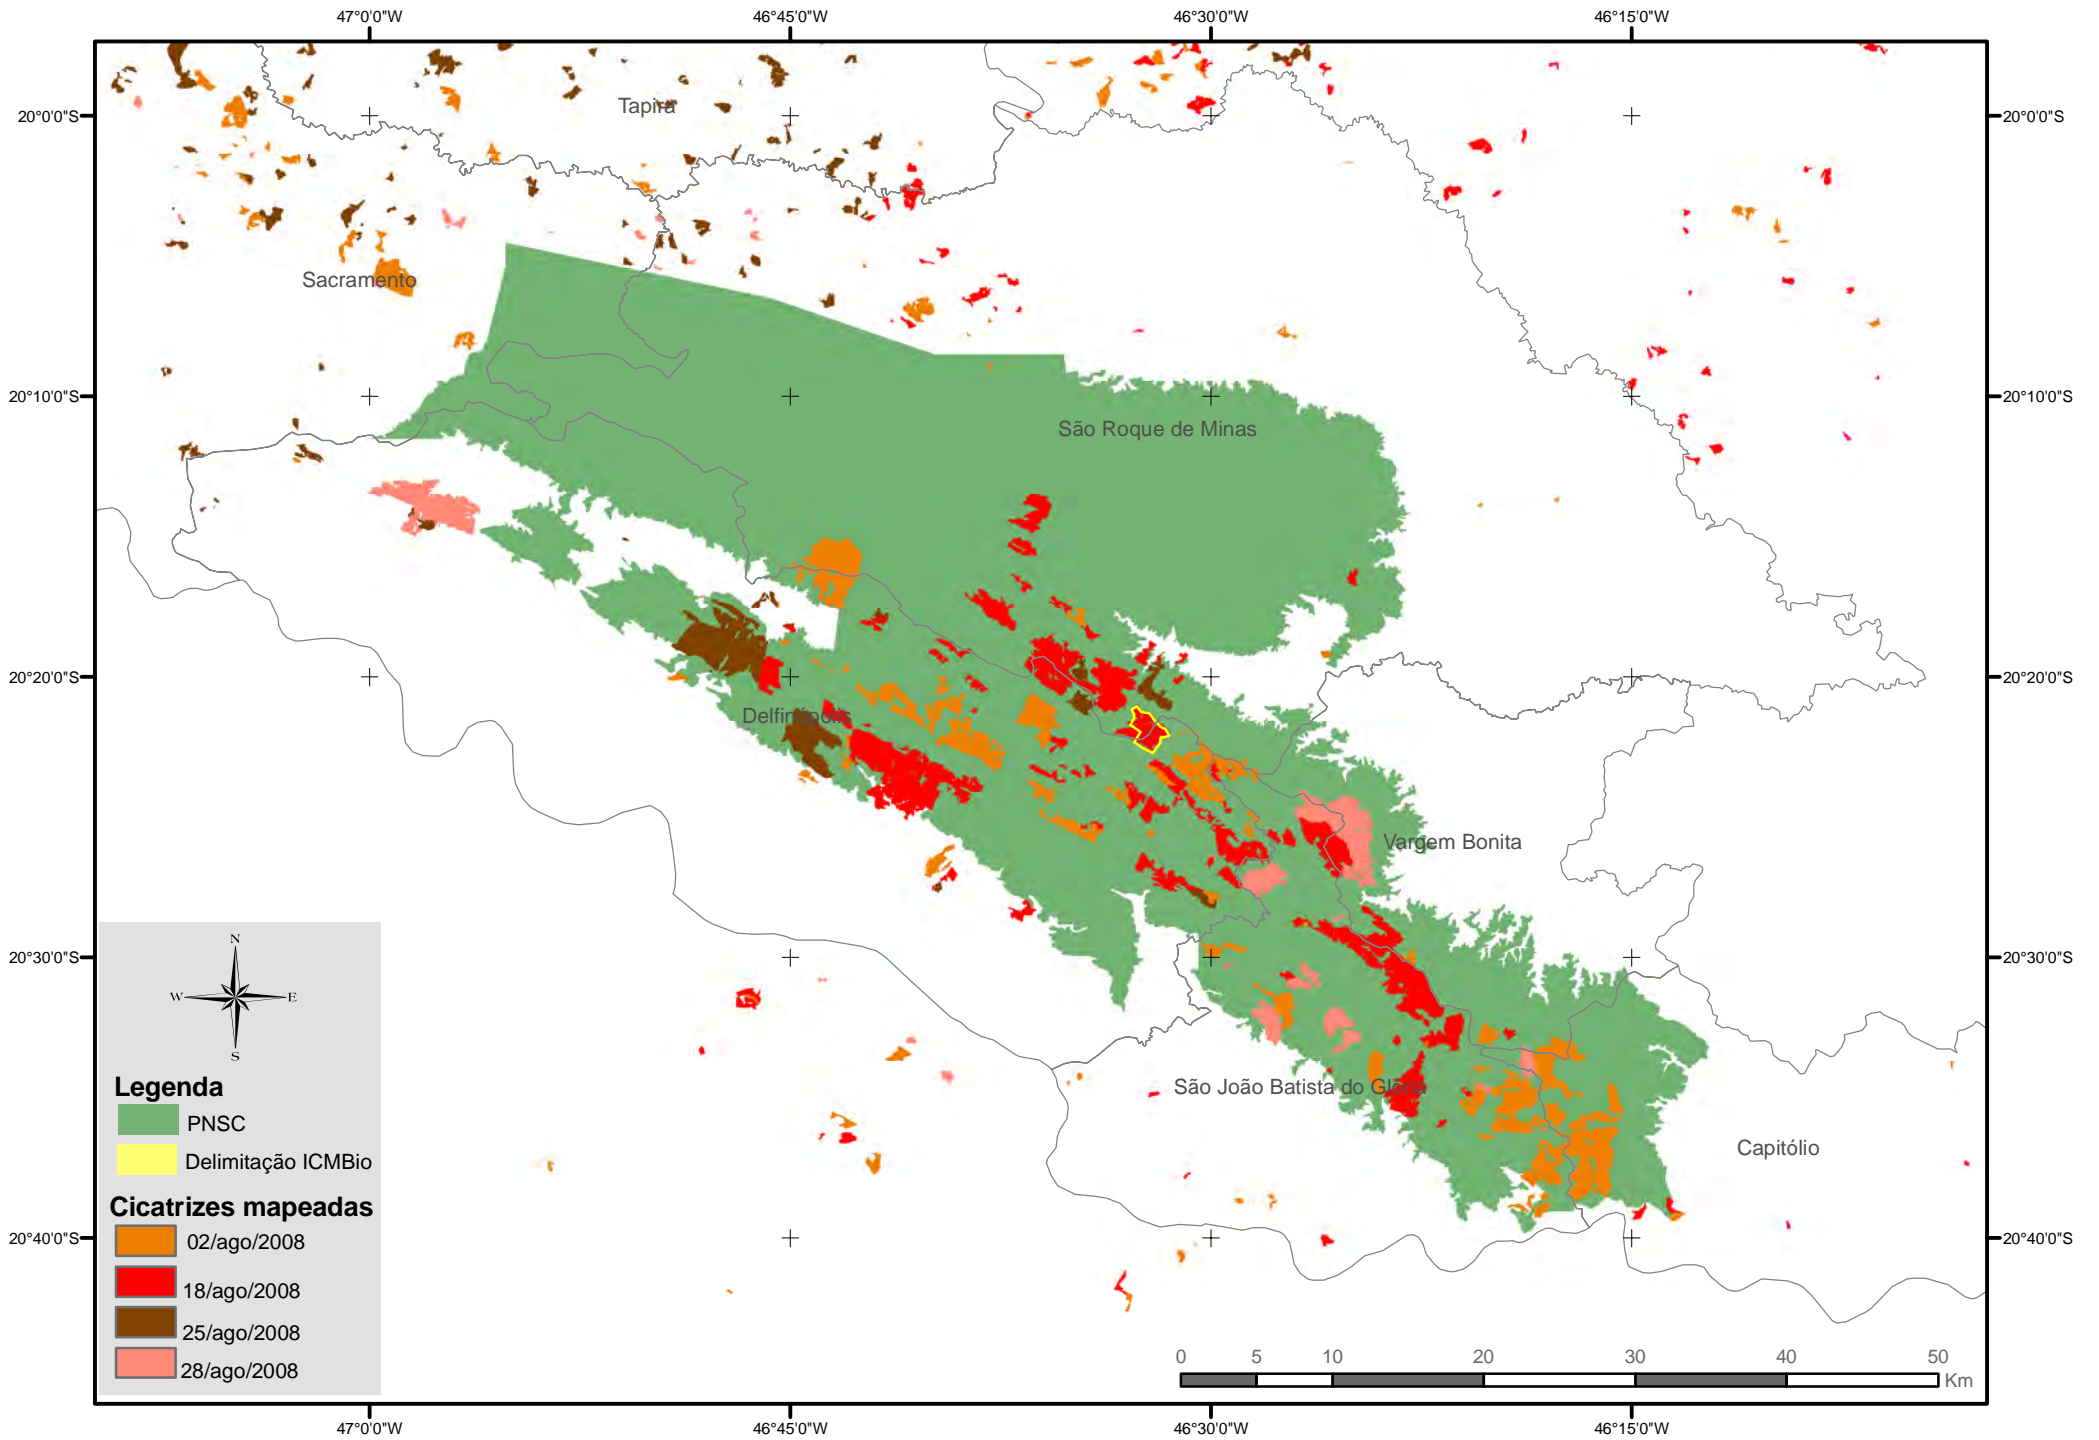 47°0'0"W
46°45'0"W
46°30'0"W
46°15'0"W
20°0'0"S
20°0'0"S
Tapira
Sacramento
20°10'0"S
20°10'0"S
São Roque de Minas
20°20'0"S
20°20'0"S
Delfinópolis
Vargem Bonita
20°30'0"S
20°30'0"S
São João Batista do Glória
Capitólio
20°40'0"S
20°40'0"S
N
W
E
S
Legenda
PNSC
Delimitação ICMBio
Cicatrizes mapeadas
02/ago/2008
18/ago/2008
25/ago/2008
28/ago/2008
0 5 10 20 30 40 50
Km
47°0'0"W
46°45'0"W
46°30'0"W
46°15'0"W